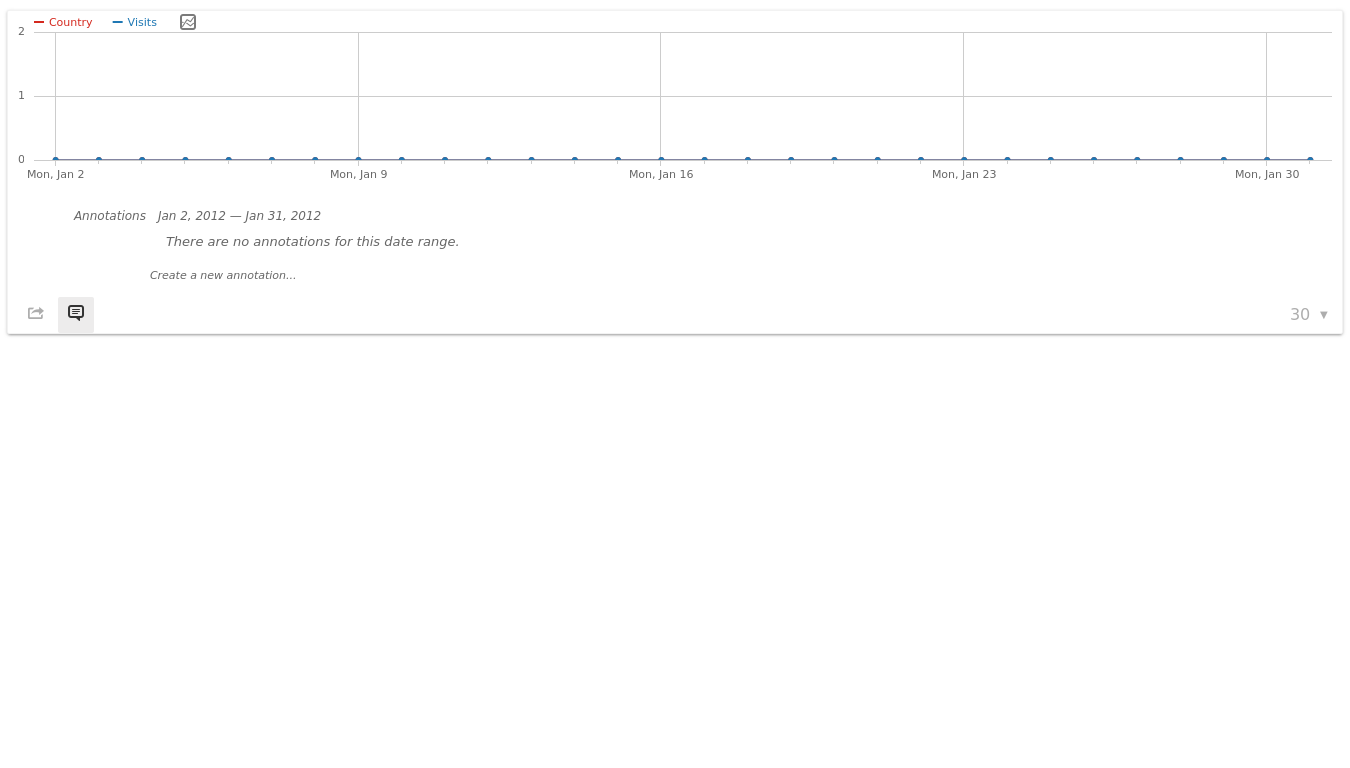 Country Visits
2
1
0
Mon, Jan 2 Mon, Jan 9 Mon, Jan 16 Mon, Jan 23 Mon, Jan 30
Annotations Jan 2, 2012 — Jan 31, 2012
There are no annotations for this date range.
Create a new annotation...
30 ▼